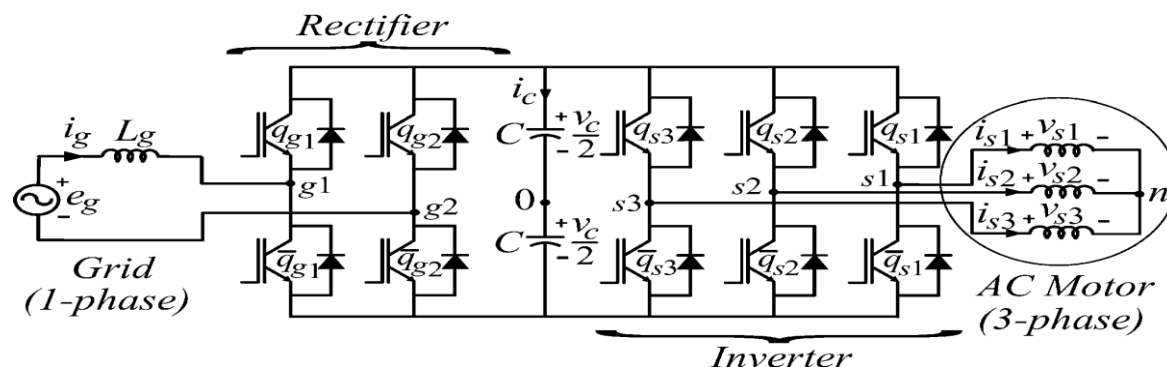 Rectifier
i_g
L_g
+
e_g
-
Grid
(1-phase)
q_g1
q_g2
g1
g2
q̅_g1
q̅_g2
i_c
C
+
v_c/2
-
0
C
+
v_c/2
-
q_s3
q_s2
q_s1
s3
s2
s1
q̅_s3
q̅_s2
q̅_s1
Inverter
i_s1 + v_s1 -
i_s2 + v_s2 -
i_s3 + v_s3 -
n
AC Motor
(3-phase)